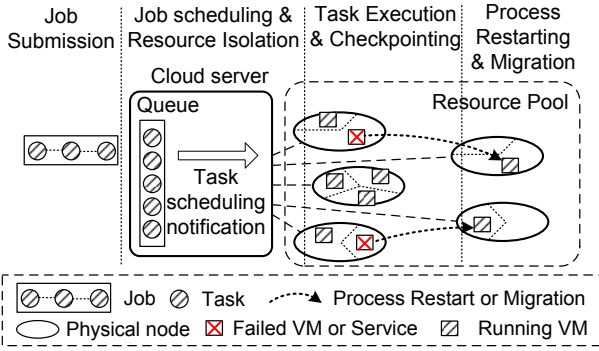 Job
Submission
Job scheduling &
Resource Isolation
Task Execution
& Checkpointing
Process
Restarting
& Migration
Cloud server
Queue
Task
scheduling
notification
Resource Pool
Job
Task
Process Restart or Migration
Physical node
Failed VM or Service
Running VM